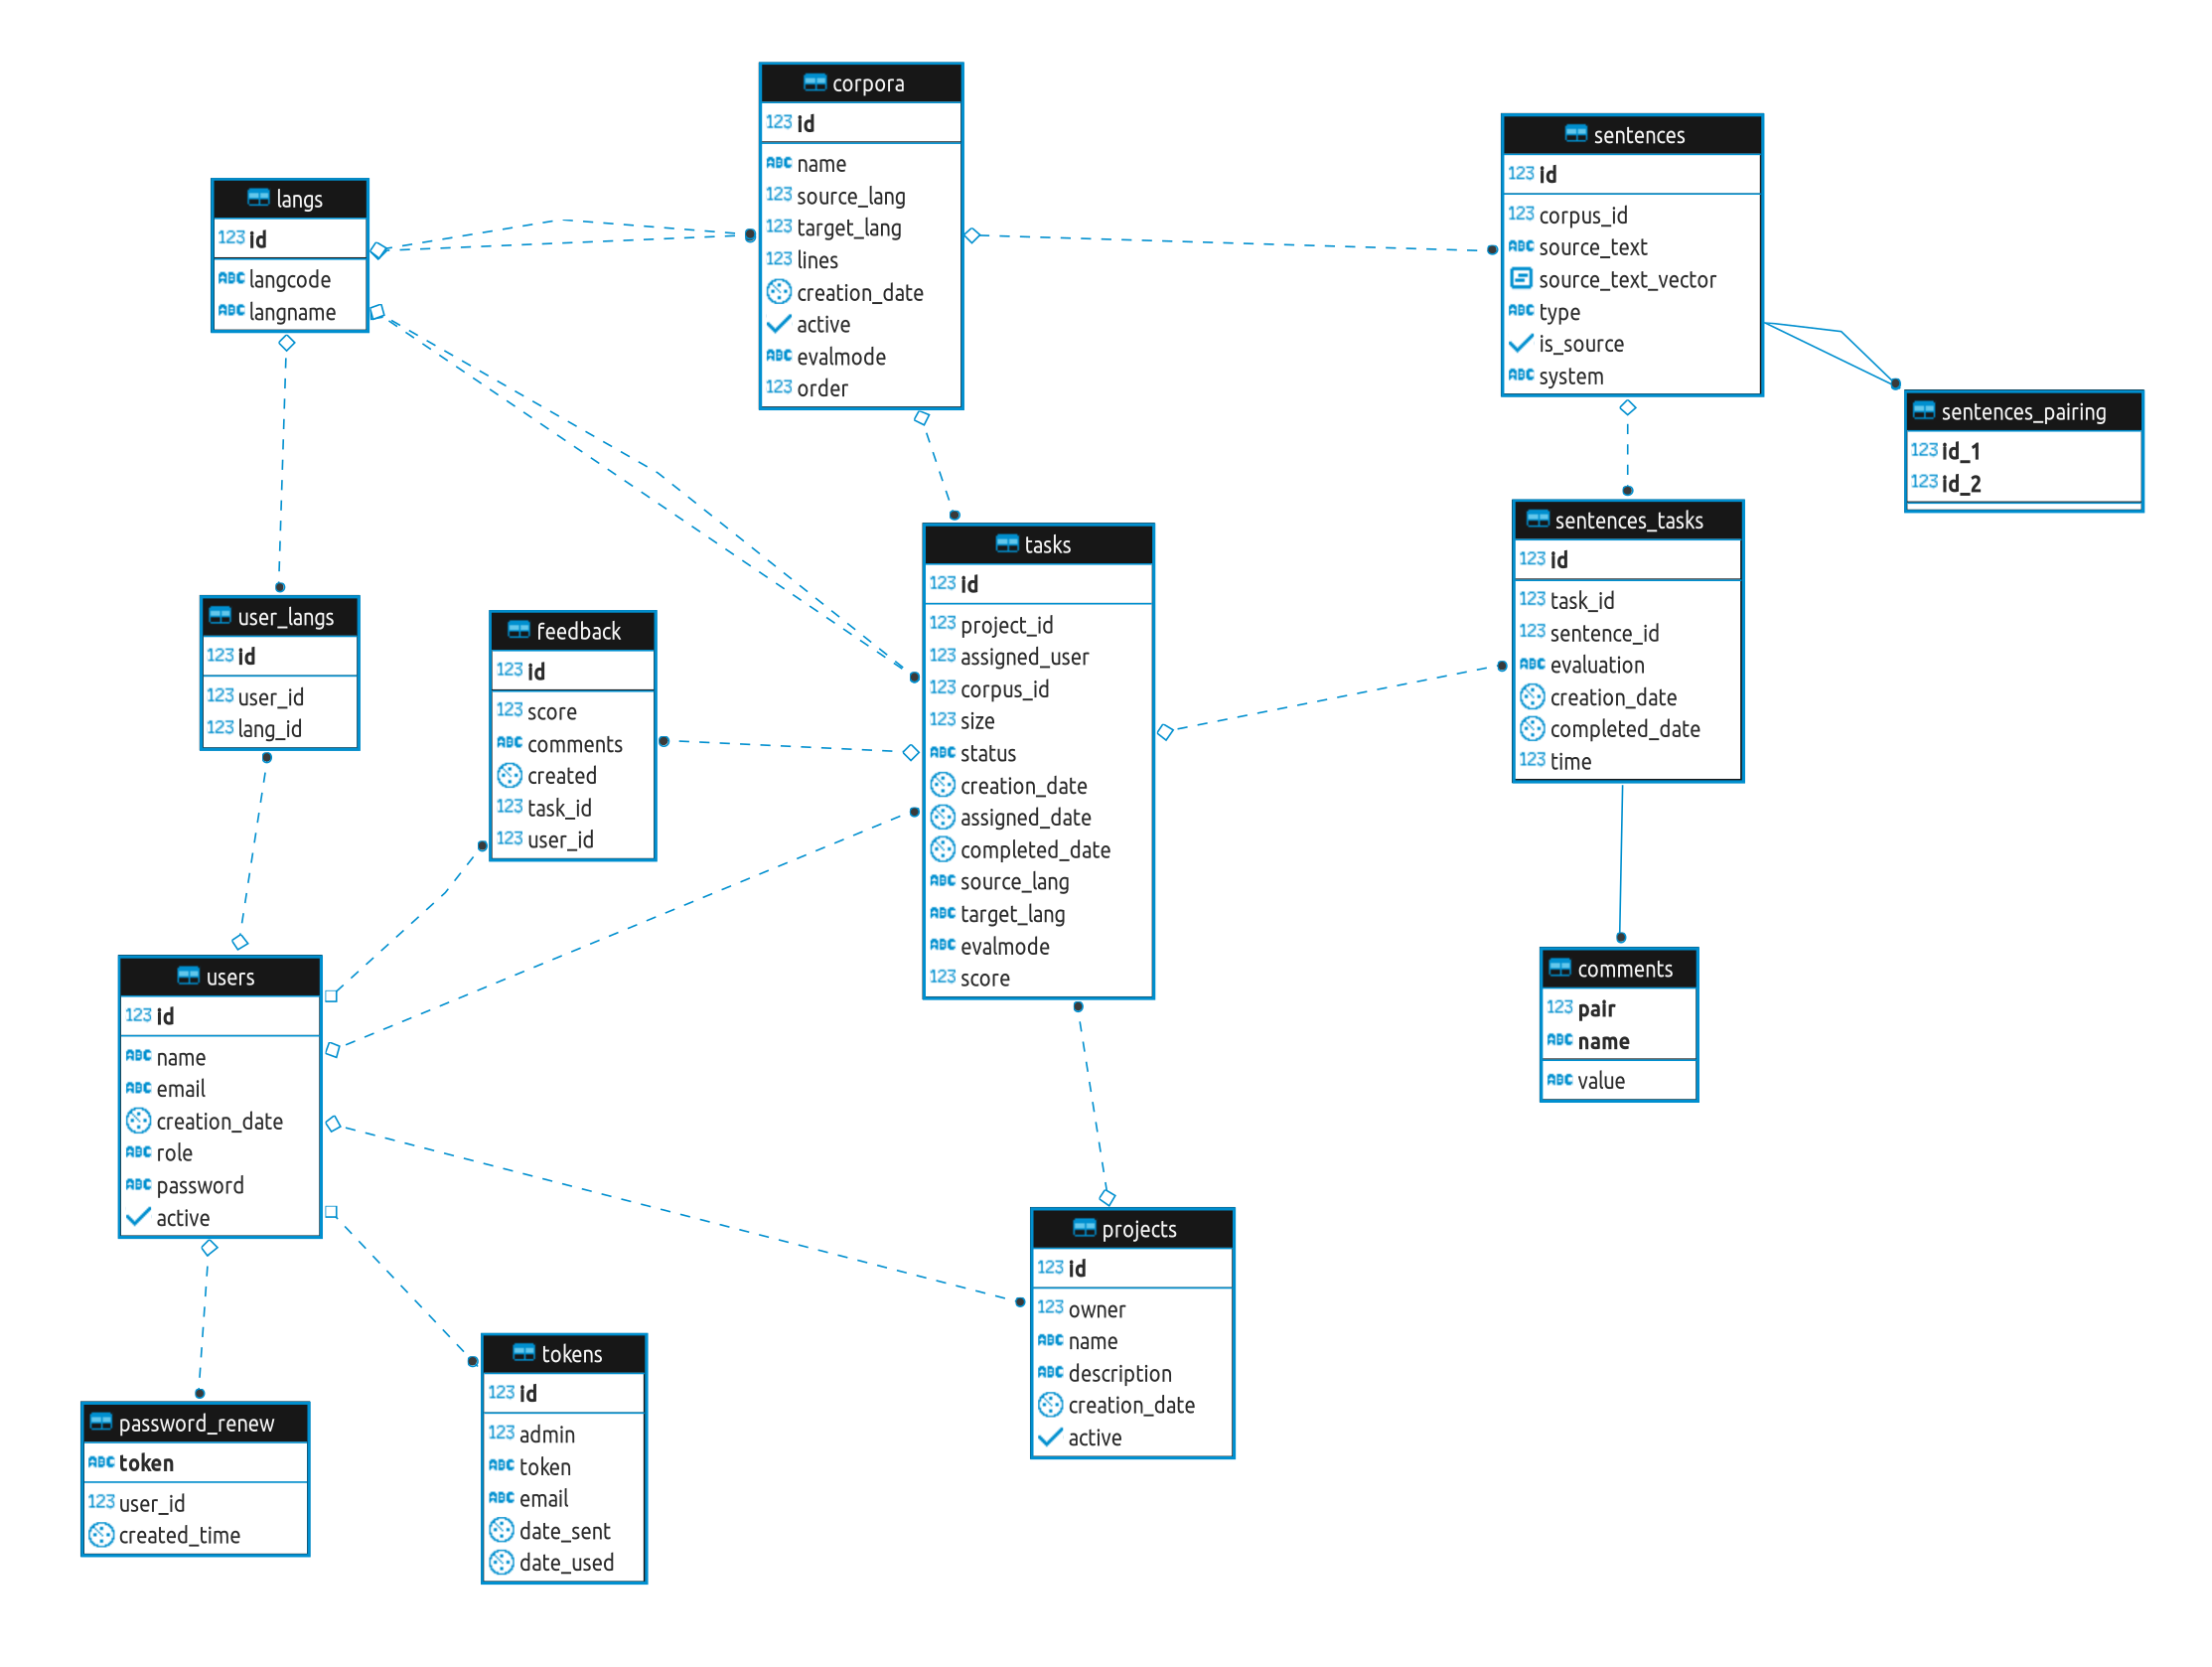 corpora
123 id
ABC name
123 source_lang
123 target_lang
123 lines
creation_date
active
ABC evalmode
123 order
sentences
123 id
123 corpus_id
ABC source_text
source_text_vector
ABC type
is_source
ABC system
langs
123 id
ABC langcode
ABC langname
sentences_pairing
123 id_1
123 id_2
tasks
123 id
123 project_id
123 assigned_user
123 corpus_id
123 size
ABC status
creation_date
assigned_date
completed_date
ABC source_lang
ABC target_lang
ABC evalmode
123 score
sentences_tasks
123 id
123 task_id
123 sentence_id
ABC evaluation
creation_date
completed_date
123 time
user_langs
123 id
123 user_id
123 lang_id
feedback
123 id
123 score
ABC comments
created
123 task_id
123 user_id
users
123 id
ABC name
ABC email
creation_date
ABC role
ABC password
active
comments
123 pair
ABC name
ABC value
projects
123 id
123 owner
ABC name
ABC description
creation_date
active
tokens
123 id
123 admin
ABC token
ABC email
date_sent
date_used
password_renew
ABC token
123 user_id
created_time